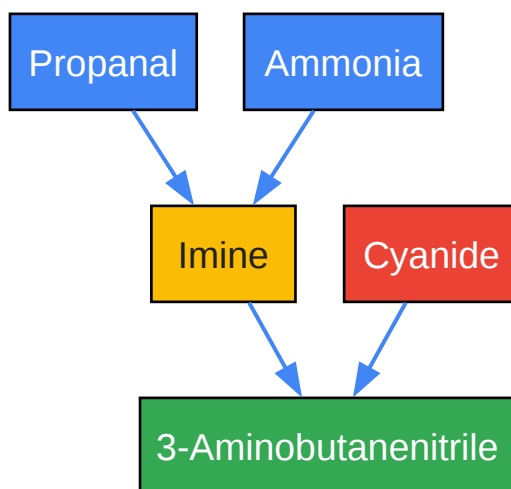 Propanal
Ammonia
Imine
Cyanide
3-Aminobutanenitrile